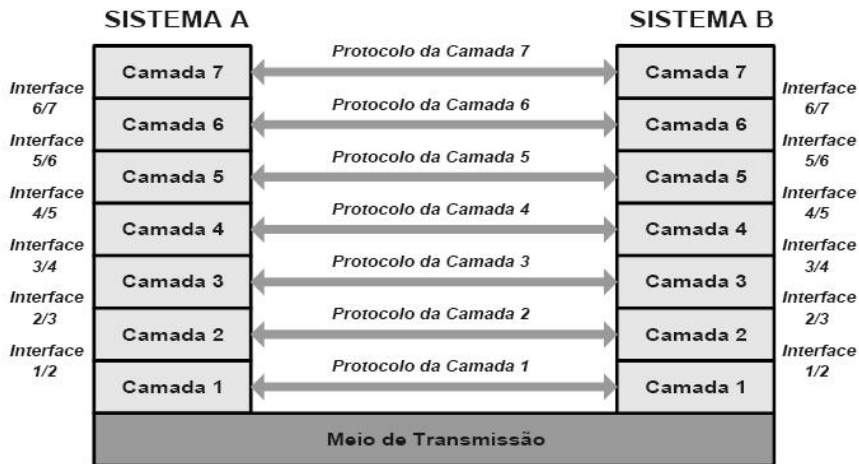 SISTEMA A
SISTEMA B
Camada 7
Protocolo da Camada 7
Camada 7
Interface
6/7
Interface
6/7
Camada 6
Protocolo da Camada 6
Camada 6
Interface
5/6
Interface
5/6
Camada 5
Protocolo da Camada 5
Camada 5
Interface
4/5
Interface
4/5
Camada 4
Protocolo da Camada 4
Camada 4
Interface
3/4
Interface
3/4
Camada 3
Protocolo da Camada 3
Camada 3
Interface
2/3
Interface
2/3
Camada 2
Protocolo da Camada 2
Camada 2
Interface
1/2
Interface
1/2
Camada 1
Protocolo da Camada 1
Camada 1
Meio de Transmissão